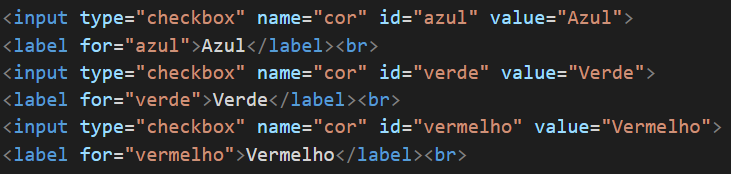 <input type="checkbox" name="cor" id="azul" value="Azul">
<label for="azul">Azul</label><br>
<input type="checkbox" name="cor" id="verde" value="Verde">
<label for="verde">Verde</label><br>
<input type="checkbox" name="cor" id="vermelho" value="Vermelho">
<label for="vermelho">Vermelho</label><br>